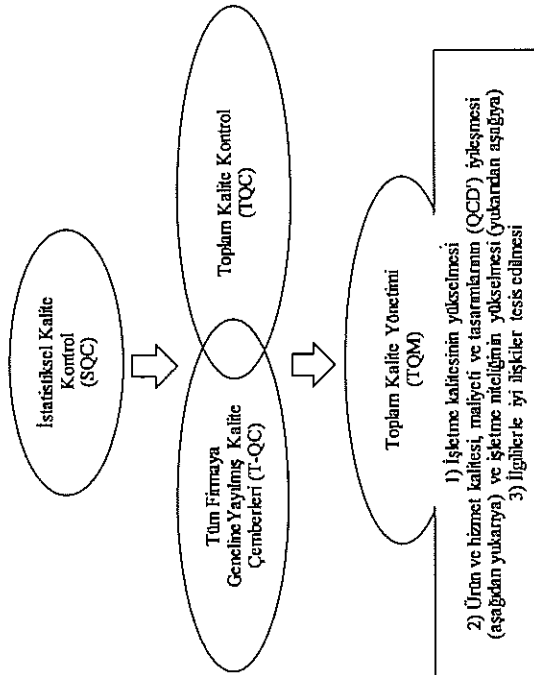 İstatistiksel Kalite
Kontrol
(SQC)
Tüm Firmaya
Geneline Yayılmış Kalite
Çemberleri (T-QC)
Toplam Kalite Kontrol
(TQC)
Toplam Kalite Yönetimi
(TQM)
1) İşletme kalitesinin yükselmesi
2) Ürün ve hizmet kalitesi, maliyeti ve tasarımlarının (QCD') iyileşmesi
(aşağıdan yukarıya) ve işletme niteliğinin yükselmesi (yukarıdan aşağıya)
3) İlgililerle iyi ilişkiler tesis edilmesi